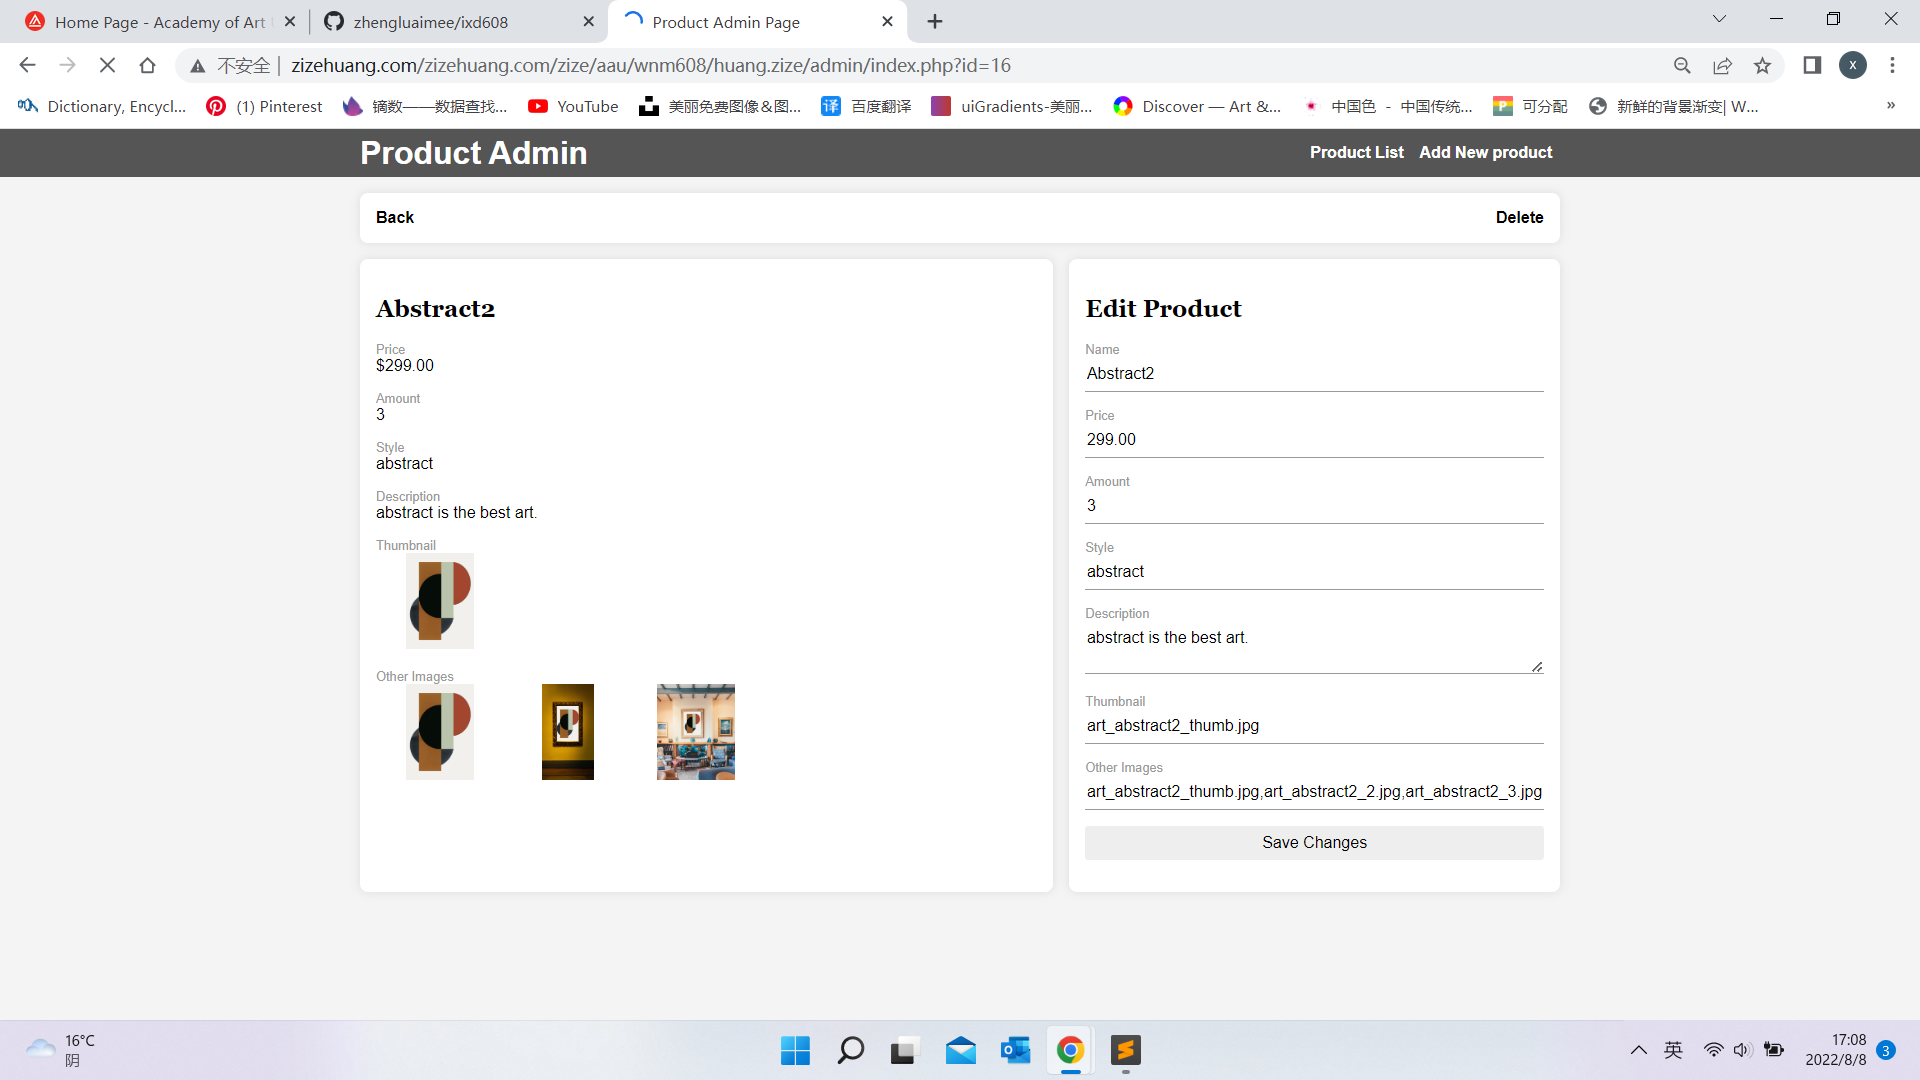 Home Page - Academy of Art
zhengluaimee/ixd608
Product Admin Page
不安全
zizehuang.com/zizehuang.com/zize/aau/wnm608/huang.zize/admin/index.php?id=16
x
Dictionary, Encycl...
(1) Pinterest
镝数——数据查找...
YouTube
美丽免费图像&图...
译
百度翻译
uiGradients-美丽...
Discover — Art &...
中国色 - 中国传统...
P
可分配
新鲜的背景渐变| W...
»
Product Admin
Product List
Add New product
Back
Delete
Abstract2
Price
$299.00
Amount
3
Style
abstract
Description
abstract is the best art.
Thumbnail
Other Images
Edit Product
Name
Abstract2
Price
299.00
Amount
3
Style
abstract
Description
abstract is the best art.
Thumbnail
art_abstract2_thumb.jpg
Other Images
art_abstract2_thumb.jpg,art_abstract2_2.jpg,art_abstract2_3.jpg
Save Changes
16°C
阴
英
17:08
2022/8/8
3